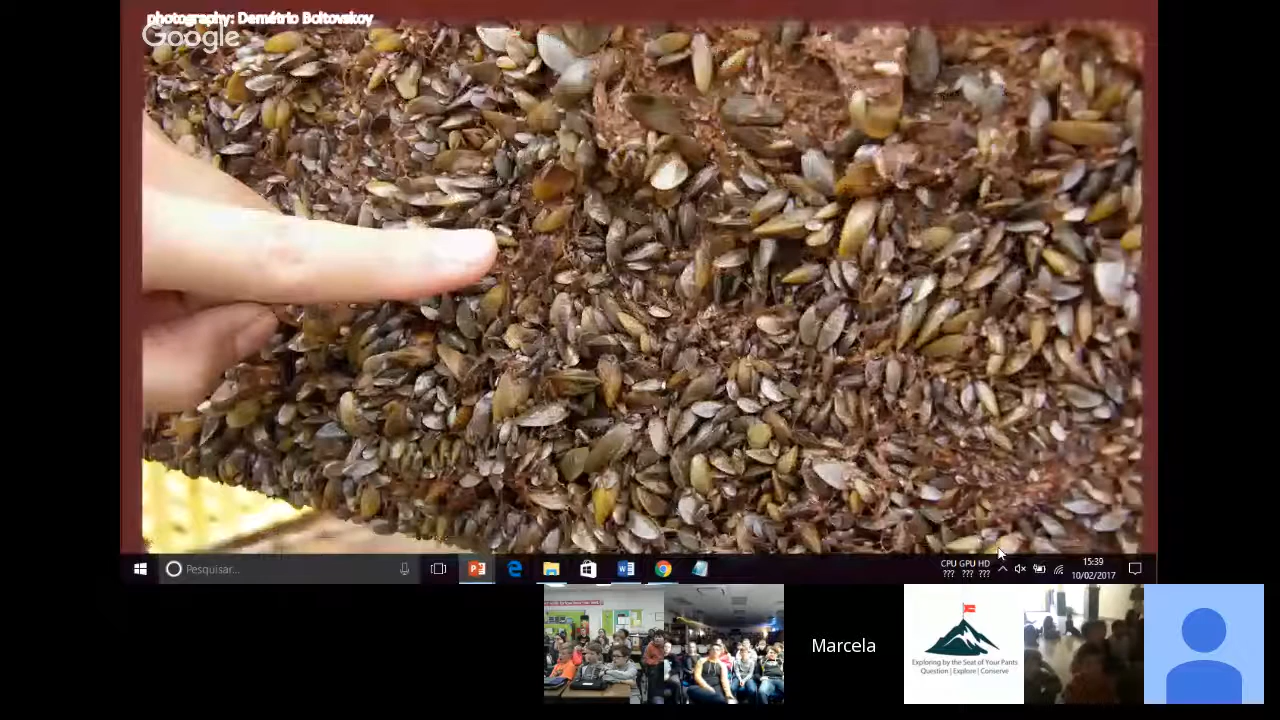 photography: Demétrio Boltovskoy
Google
Pesquisar...
CPU GPU HD
??? ??? ???
15:39
10/02/2017
Marcela
Exploring by the Seat of Your Pants
Question | Explore | Conserve